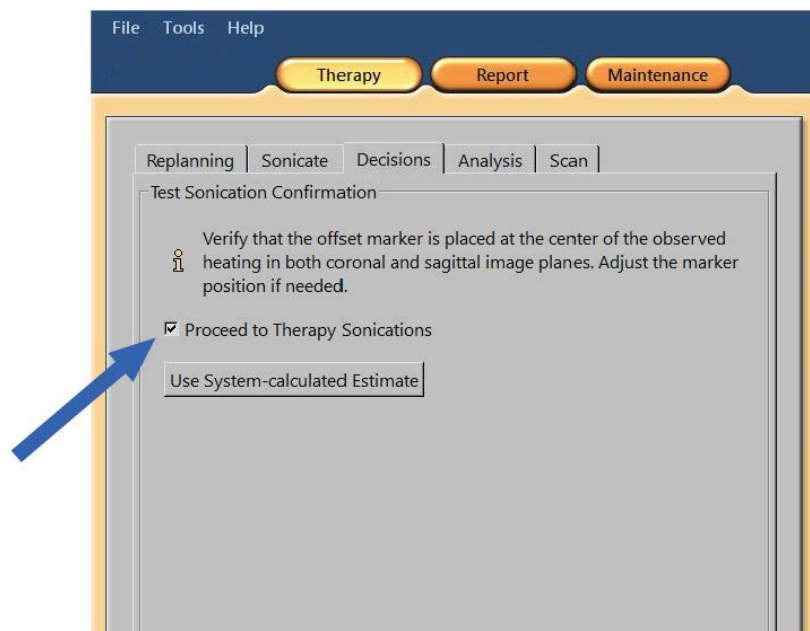 File Tools Help
Therapy Report Maintenance
Replanning Sonicate Decisions Analysis Scan
Test Sonication Confirmation
Verify that the offset marker is placed at the center of the observed
heating in both coronal and sagittal image planes. Adjust the marker
position if needed.
Proceed to Therapy Sonications
Use System-calculated Estimate